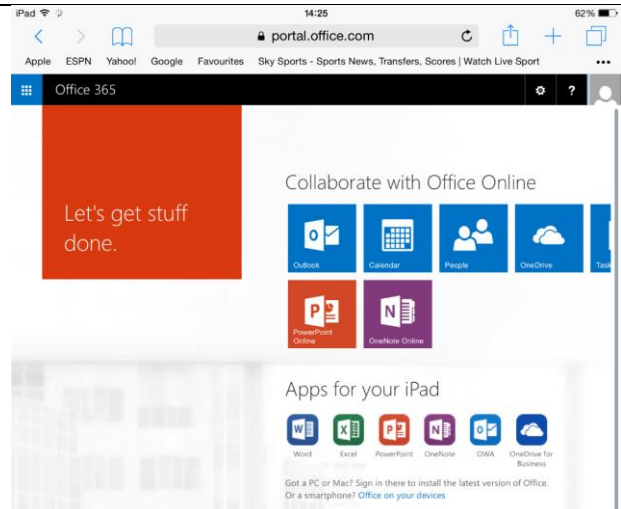 iPad 14:25 62%
portal.office.com
Apple ESPN Yahoo! Google Favourites Sky Sports - Sports News, Transfers, Scores | Watch Live Sport
Office 365 ?
Let's get stuff
done.
Collaborate with Office Online
Outlook Calendar People OneDrive Task
PowerPoint
Online OneNote Online
Apps for your iPad
Word Excel PowerPoint OneNote OWA OneDrive for
Business
Got a PC or Mac? Sign in there to install the latest version of Office.
Or a smartphone? Office on your devices